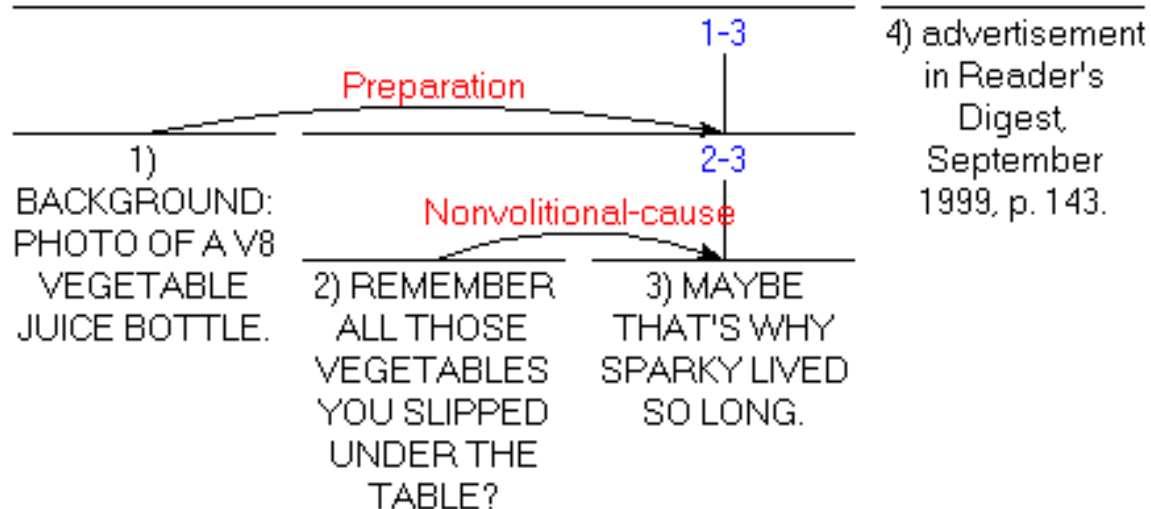 1-3
Preparation
2-3
Nonvolitional-cause
1)
BACKGROUND:
PHOTO OF A V8
VEGETABLE
JUICE BOTTLE.
2) REMEMBER
ALL THOSE
VEGETABLES
YOU SLIPPED
UNDER THE
TABLE?
3) MAYBE
THAT'S WHY
SPARKY LIVED
SO LONG.
4) advertisement
in Reader's
Digest,
September
1999, p. 143.